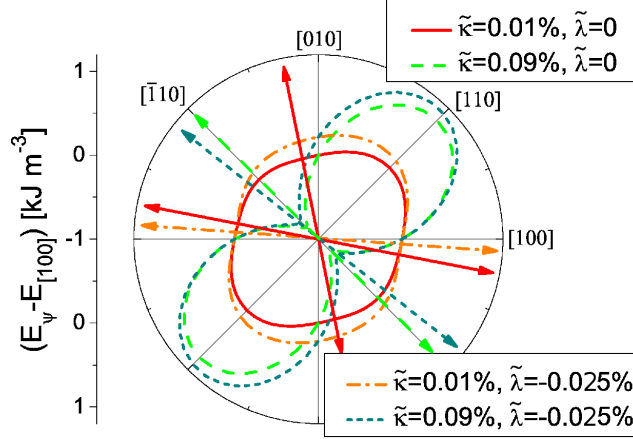 κ̃=0.01%, λ̃=0
κ̃=0.09%, λ̃=0
[010]
[1̄10]
[110]
[100]
1
0
-1
0
1
(E_ψ-E_[100]) [kJ m⁻³]
κ̃=0.01%, λ̃=-0.025%
κ̃=0.09%, λ̃=-0.025%